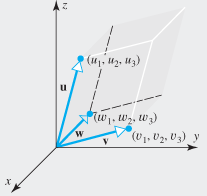 z
(u₁, u₂, u₃)
u
(w₁, w₂, w₃)
w
v
(v₁, v₂, v₃)
y
x